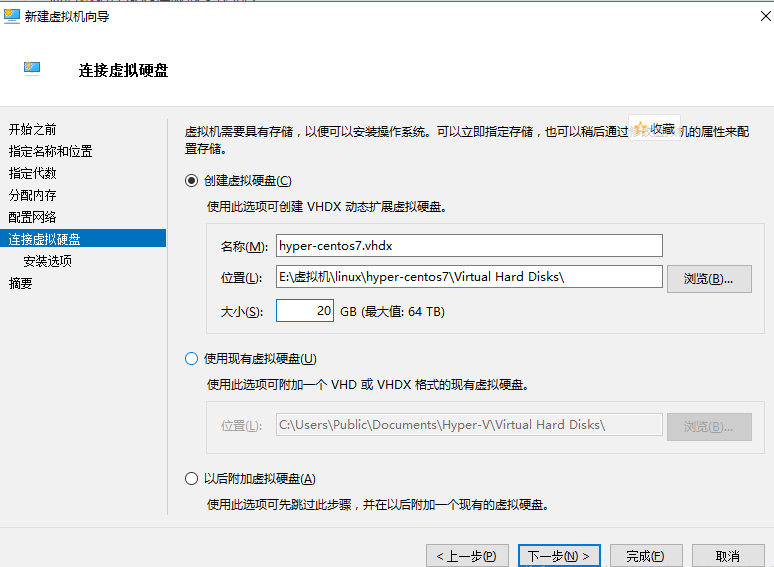 新建虚拟机向导
连接虚拟硬盘
开始之前
指定名称和位置
指定代数
分配内存
配置网络
连接虚拟硬盘
安装选项
摘要
虚拟机需要具有存储，以便可以安装操作系统。可以立即指定存储，也可以稍后通过 收藏 机的属性来配
置存储。
创建虚拟硬盘(C)
使用此选项可创建 VHDX 动态扩展虚拟硬盘。
名称(M): hyper-centos7.vhdx
位置(L): E:\虚拟机\linux\hyper-centos7\Virtual Hard Disks\ 浏览(B)...
大小(S): 20 GB (最大值: 64 TB)
使用现有虚拟硬盘(U)
使用此选项可附加一个 VHD 或 VHDX 格式的现有虚拟硬盘。
位置(L): C:\Users\Public\Documents\Hyper-V\Virtual Hard Disks\ 浏览(B)...
以后附加虚拟硬盘(A)
使用此选项可先跳过此步骤，并在以后附加一个现有的虚拟硬盘。
< 上一步(P) 下一步(N) > 完成(F) 取消